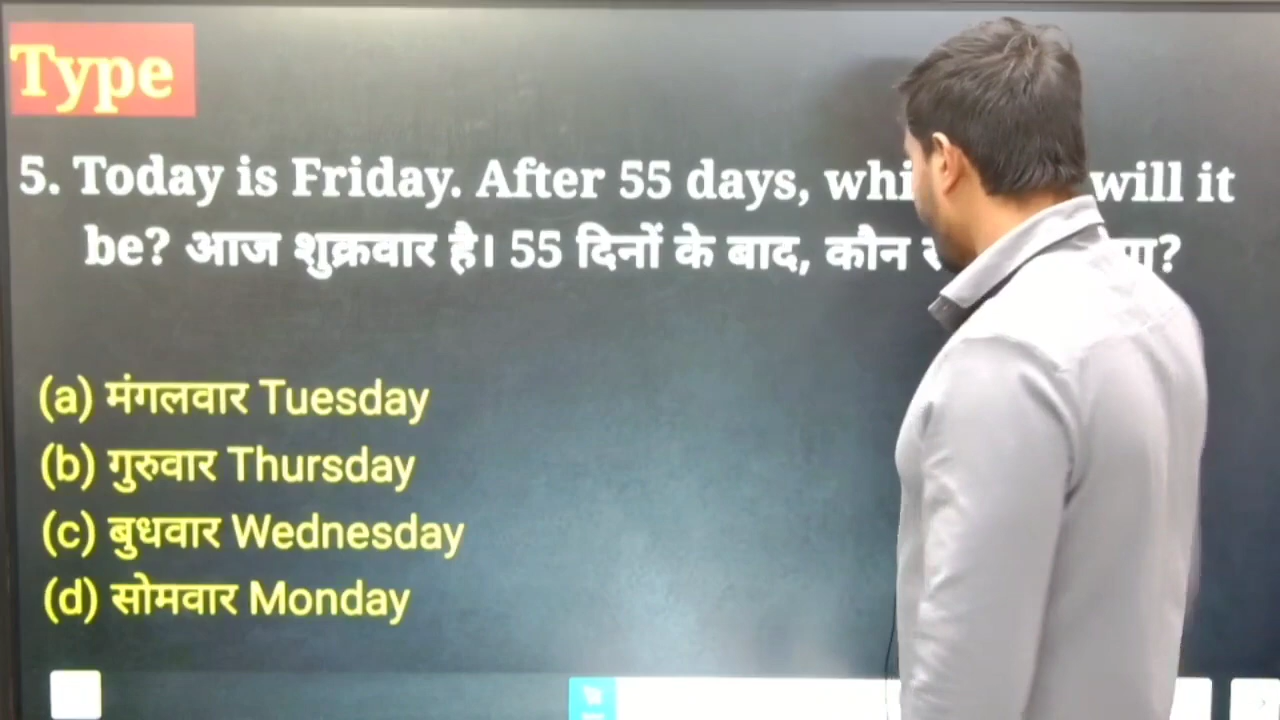 Type
5. Today is Friday. After 55 days, will it
be? आज शुक्रवार है। 55 दिनों के बाद, कौन
(a) मंगलवार Tuesday
(b) गुरुवार Thursday
(c) बुधवार Wednesday
(d) सोमवार Monday